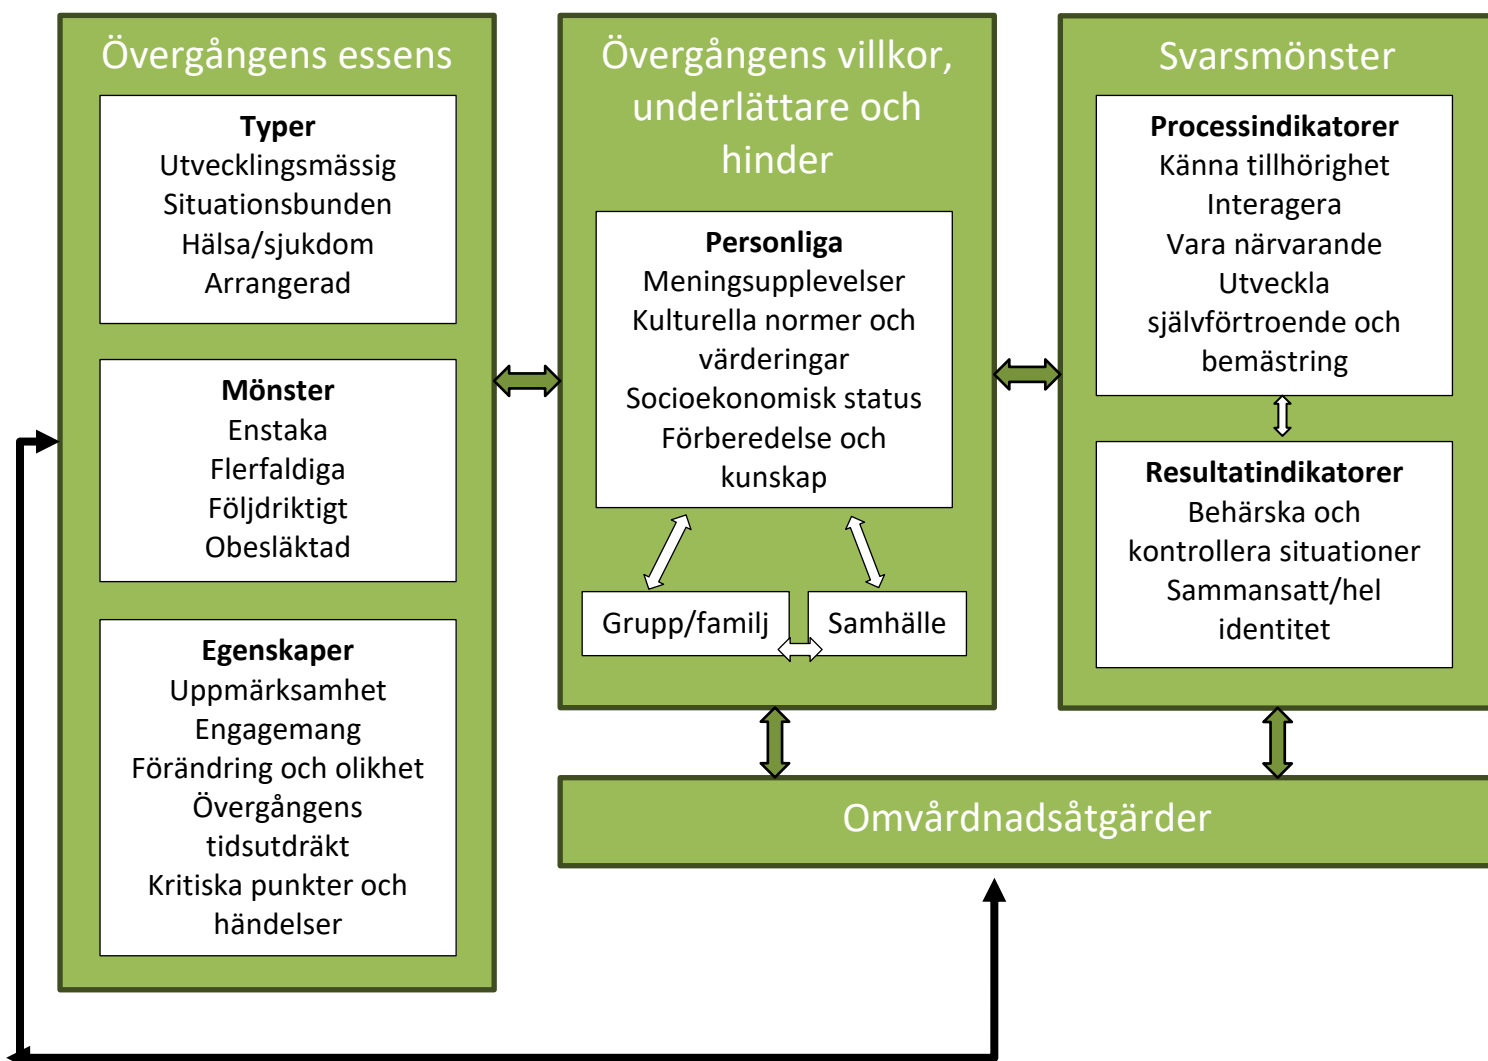 Övergångens essens
Typer
Utvecklingsmässig
Situationsbunden
Hälsa/sjukdom
Arrangerad
Mönster
Enstaka
Flerfaldiga
Följdriktigt
Obesläktad
Egenskaper
Uppmärksamhet
Engagemang
Förändring och olikhet
Övergångens
tidsutdräkt
Kritiska punkter och
händelser
Övergångens villkor,
underlättare och
hinder
Personliga
Meningsupplevelser
Kulturella normer och
värderingar
Socioekonomisk status
Förberedelse och
kunskap
Grupp/familj
Samhälle
Svarsmönster
Processindikatorer
Känna tillhörighet
Interagera
Vara närvarande
Utveckla
självförtroende och
bemästring
Resultatindikatorer
Behärska och
kontrollera situationer
Sammansatt/hel
identitet
Omvårdnadsåtgärder